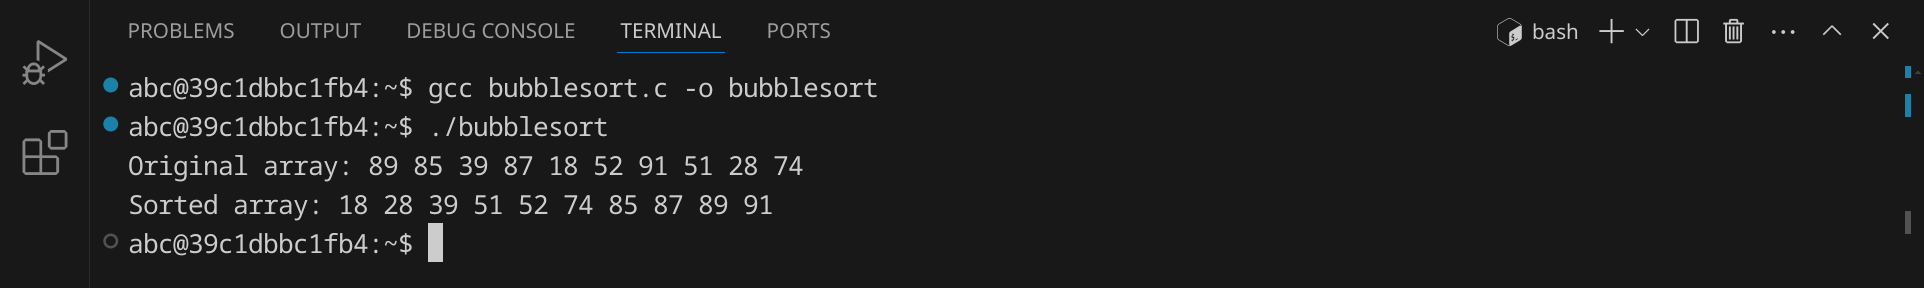 PROBLEMS OUTPUT DEBUG CONSOLE TERMINAL PORTS bash
abc@39c1dbbc1fb4:~$ gcc bubblesort.c -o bubblesort
abc@39c1dbbc1fb4:~$ ./bubblesort
Original array: 89 85 39 87 18 52 91 51 28 74
Sorted array: 18 28 39 51 52 74 85 87 89 91
abc@39c1dbbc1fb4:~$